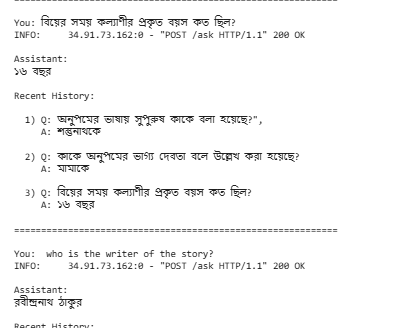 ================================================================
You: বিয়ের সময় কল্যাণীর প্রকৃত বয়স কত ছিল?
INFO:     34.91.73.162:0 - "POST /ask HTTP/1.1" 200 OK
Assistant:
১৬ বছর
Recent History:
1) Q: অনুপমের ভাষায় সুপুরুষ কাকে বলা হয়েছে?",
A: শম্ভুনাথকে
2) Q: কাকে অনুপমের ভাগ্য দেবতা বলে উল্লেখ করা হয়েছে?
A: মামাকে
3) Q: বিয়ের সময় কল্যাণীর প্রকৃত বয়স কত ছিল?
A: ১৬ বছর
================================================================
You:  who is the writer of the story?
INFO:     34.91.73.162:0 - "POST /ask HTTP/1.1" 200 OK
Assistant:
রবীন্দ্রনাথ ঠাকুর
Recent History: